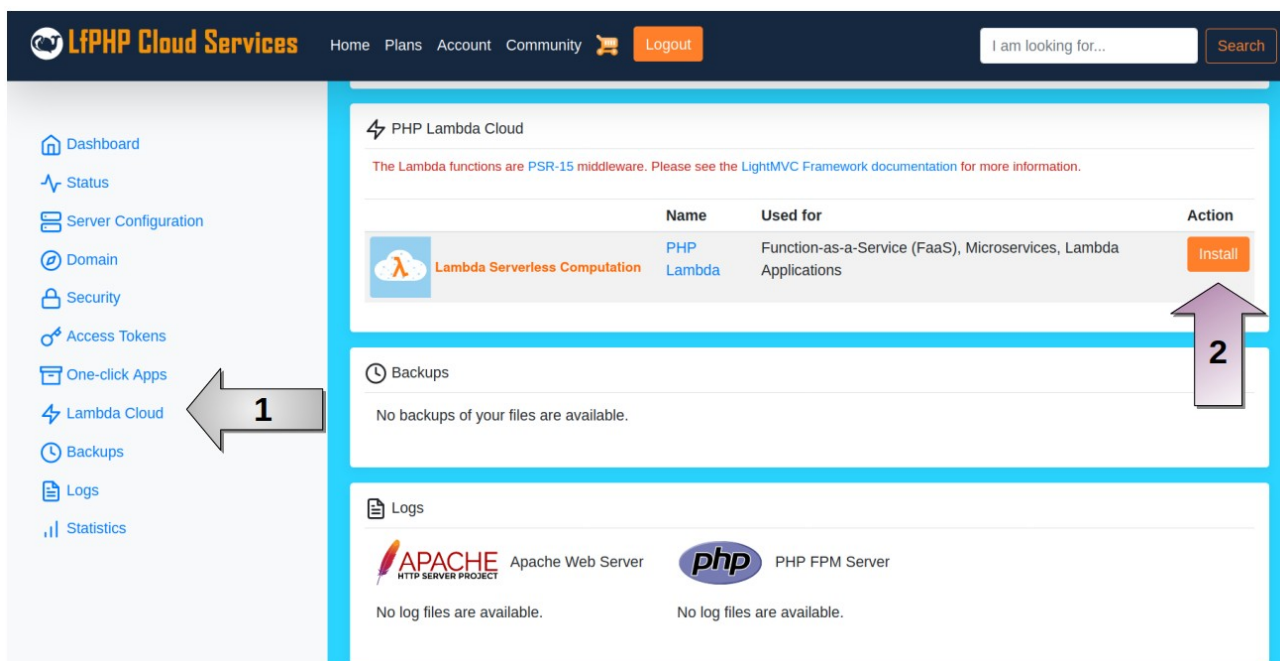 LfPHP Cloud Services
Home Plans Account Community Logout
I am looking for... Search
Dashboard
Status
Server Configuration
Domain
Security
Access Tokens
One-click Apps
Lambda Cloud
Backups
Logs
Statistics
1
PHP Lambda Cloud
The Lambda functions are PSR-15 middleware. Please see the LightMVC Framework documentation for more information.
Name Used for Action
Lambda Serverless Computation
PHP
Lambda
Function-as-a-Service (FaaS), Microservices, Lambda
Applications
Install
2
Backups
No backups of your files are available.
Logs
APACHE
HTTP SERVER PROJECT
Apache Web Server
php
PHP FPM Server
No log files are available.
No log files are available.